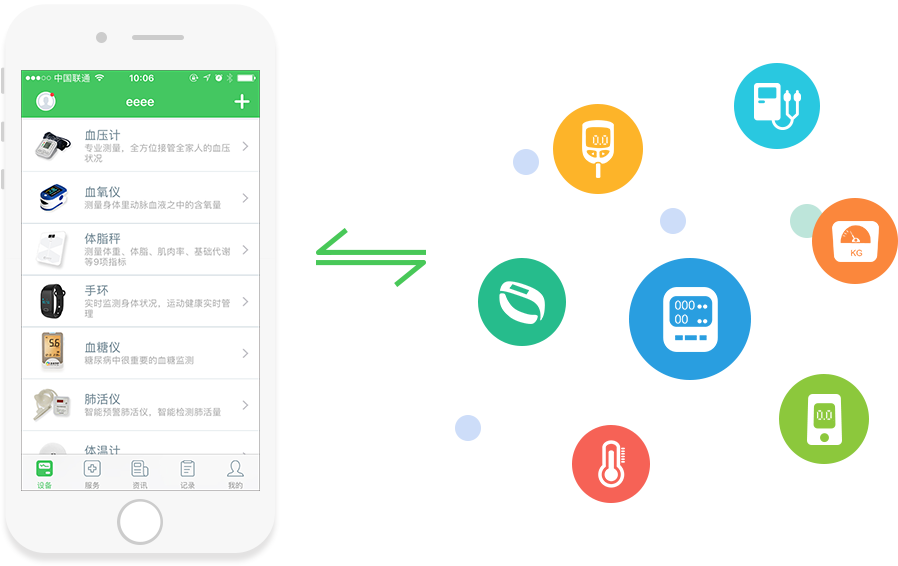 中国联通 10:06
eeee
血压计
专业测量，全方位接管全家人的血压
状况
血氧仪
测量身体里动脉血液之中的含氧量
体脂秤
测量体重、体脂、肌肉率、基础代谢
等9项指标
手环
实时监测身体状况，运动健康实时管
理
血糖仪
糖尿病中很重要的血糖监测
5.6
肺活仪
智能预警肺活仪，智能检测肺活量
体温计
设备 服务 资讯 记录 我的
0.0
KG
000
00
0.0